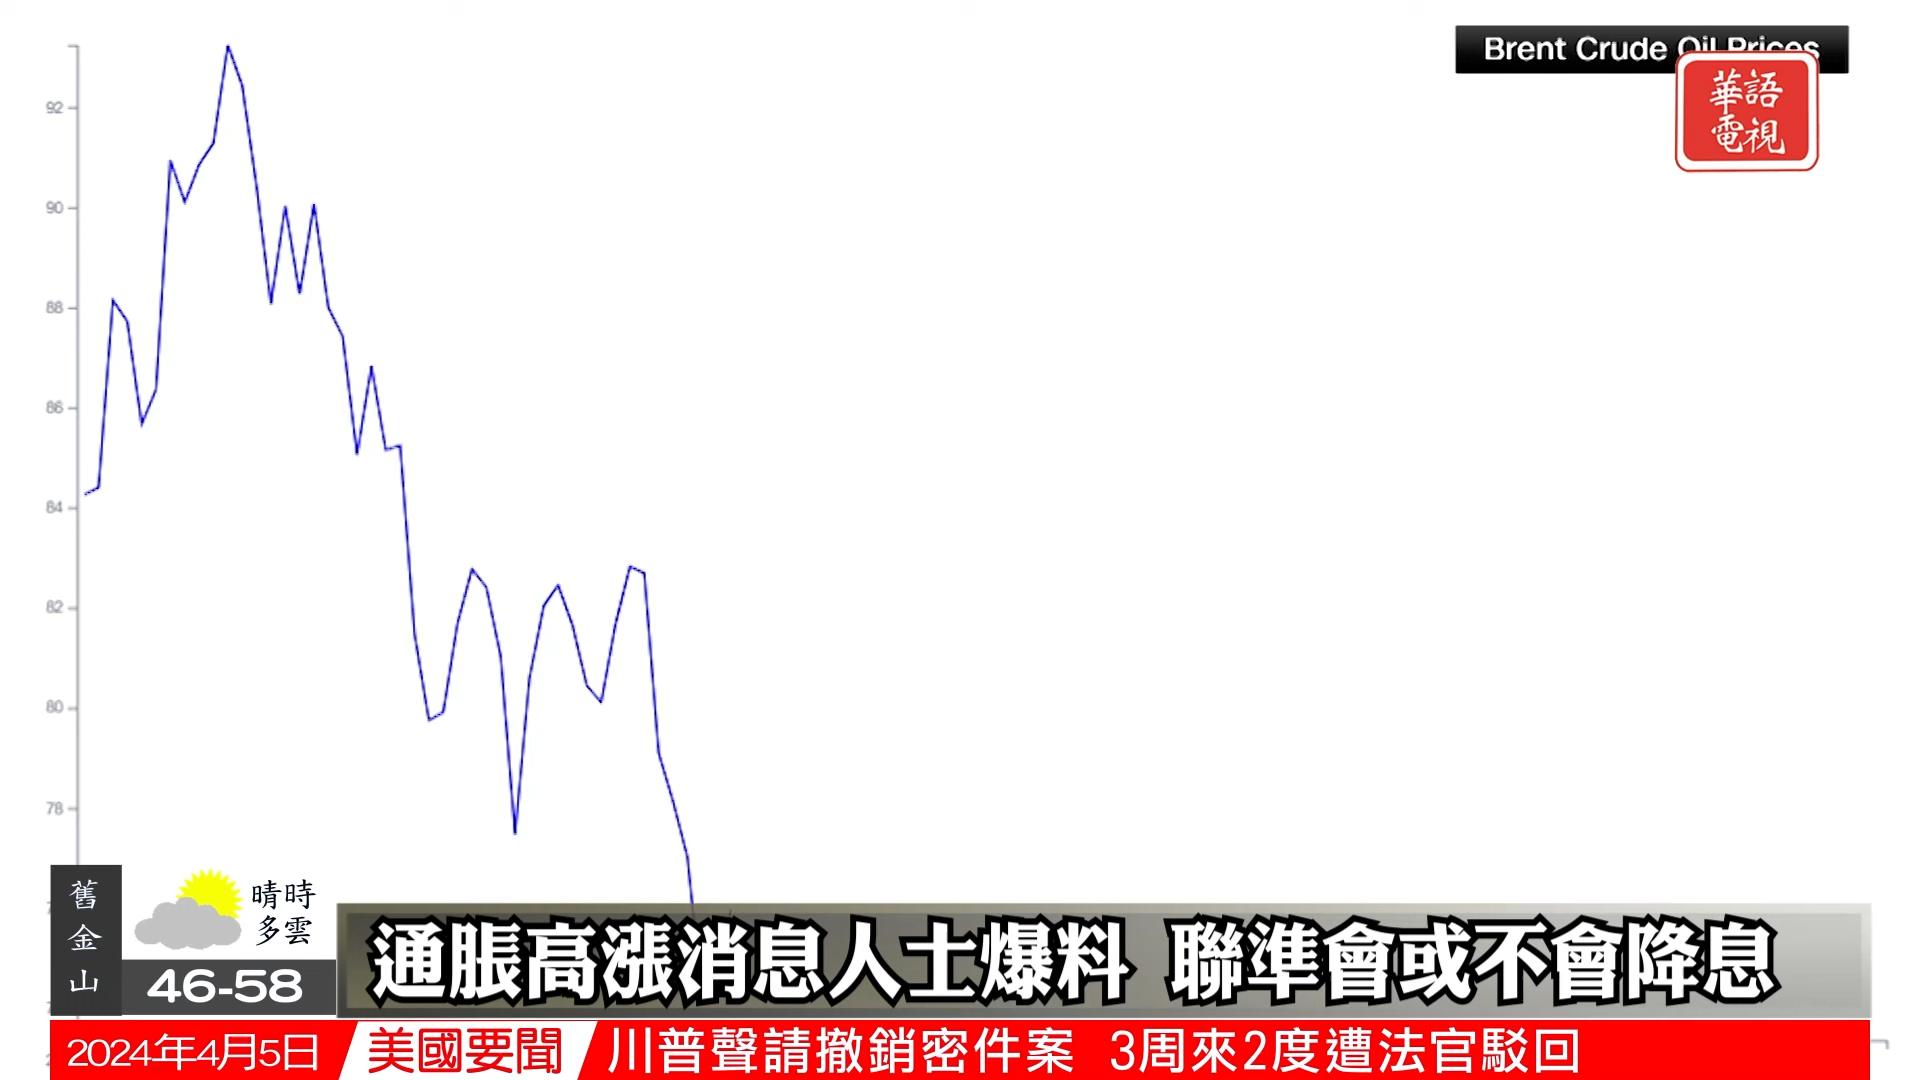 Brent Crude Oil Prices
華語
電視
92
90
88
86
84
82
80
78
舊金山
晴時
多雲
46-58
通脹高漲消息人士爆料 聯準會或不會降息
2024年4月5日
美國要聞
川普聲請撤銷密件案 3周來2度遭法官駁回